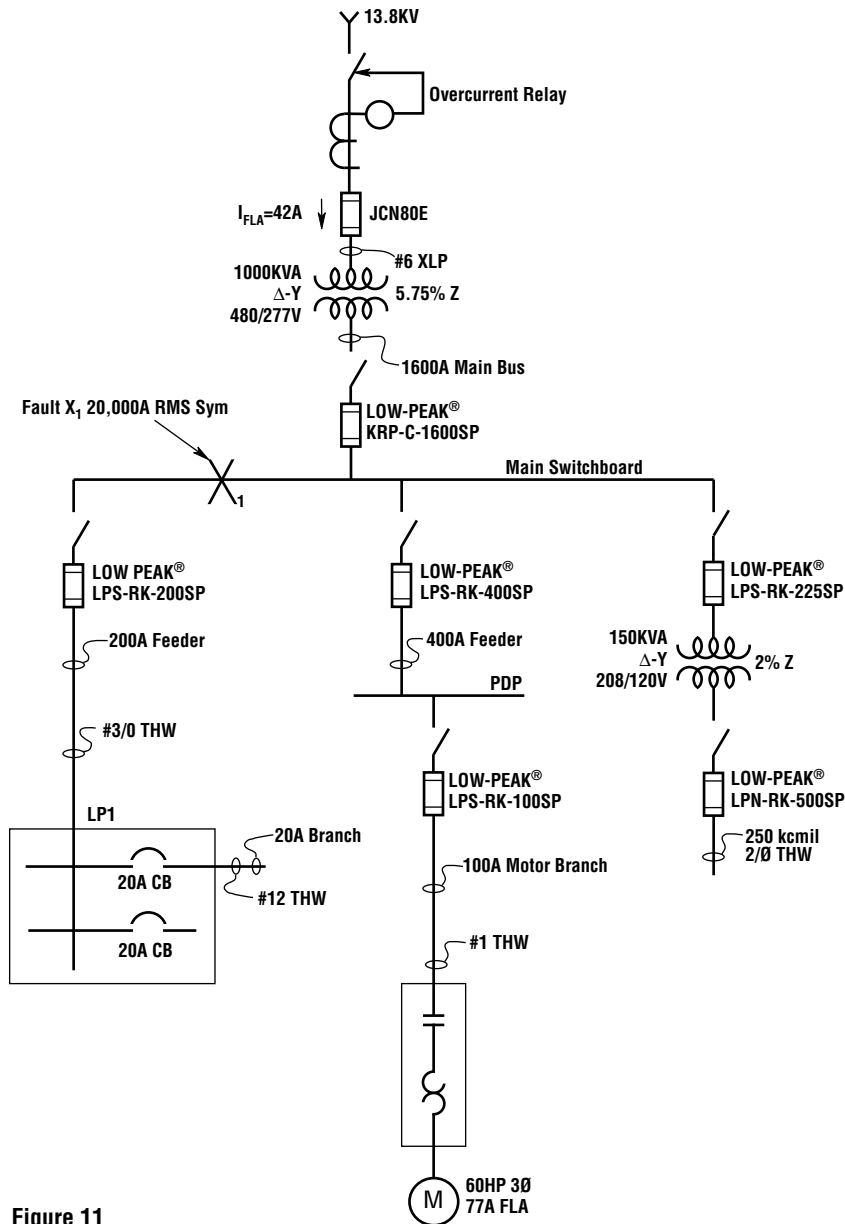 13.8KV
Overcurrent Relay
IFLA=42A
JCN80E
#6 XLP
1000KVA
Δ-Y
480/277V
5.75% Z
1600A Main Bus
Fault X1 20,000A RMS Sym
LOW-PEAK®
KRP-C-1600SP
Main Switchboard
1
LOW PEAK®
LPS-RK-200SP
LOW-PEAK®
LPS-RK-400SP
LOW-PEAK®
LPS-RK-225SP
200A Feeder
400A Feeder
150KVA
Δ-Y
208/120V
2% Z
PDP
#3/0 THW
LOW-PEAK®
LPS-RK-100SP
LOW-PEAK®
LPN-RK-500SP
LP1
20A Branch
20A CB
#12 THW
20A CB
100A Motor Branch
250 kcmil
2/Ø THW
#1 THW
M
60HP 3Ø
77A FLA
Figure 11